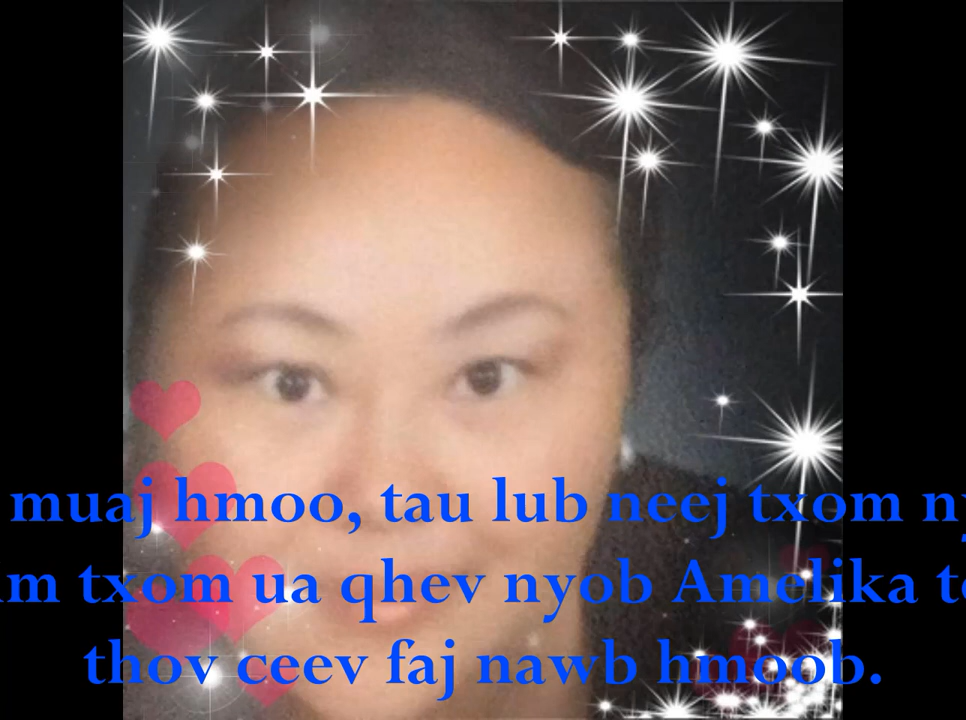 muaj hmoo, tau lub neej txom
txom ua qhev nyob Amelika
thov ceev faj nawb hmoob.